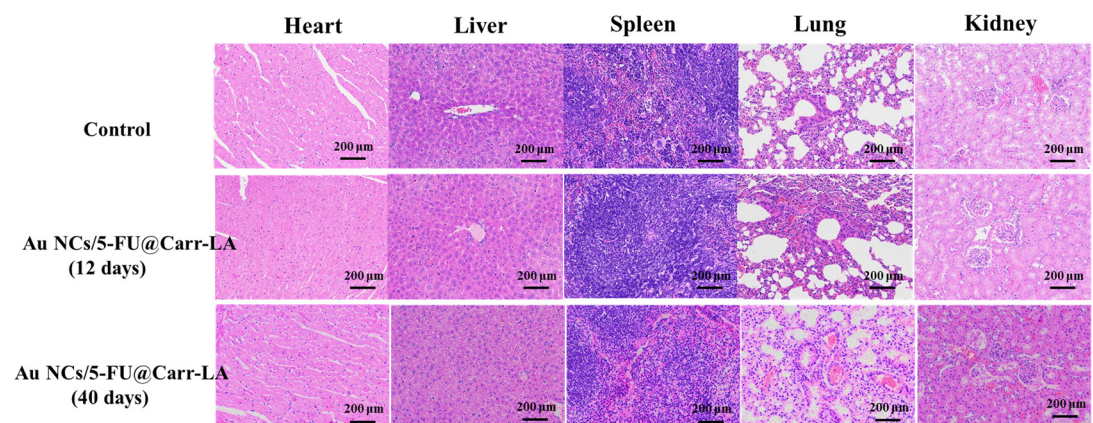 Heart Liver Spleen Lung Kidney
Control
200 μm 200 μm 200 μm 200 μm 200 μm
Au NCs/5-FU@Carr-LA
(12 days)
200 μm 200 μm 200 μm 200 μm 200 μm
Au NCs/5-FU@Carr-LA
(40 days)
200 μm 200 μm 200 μm 200 μm 200 μm